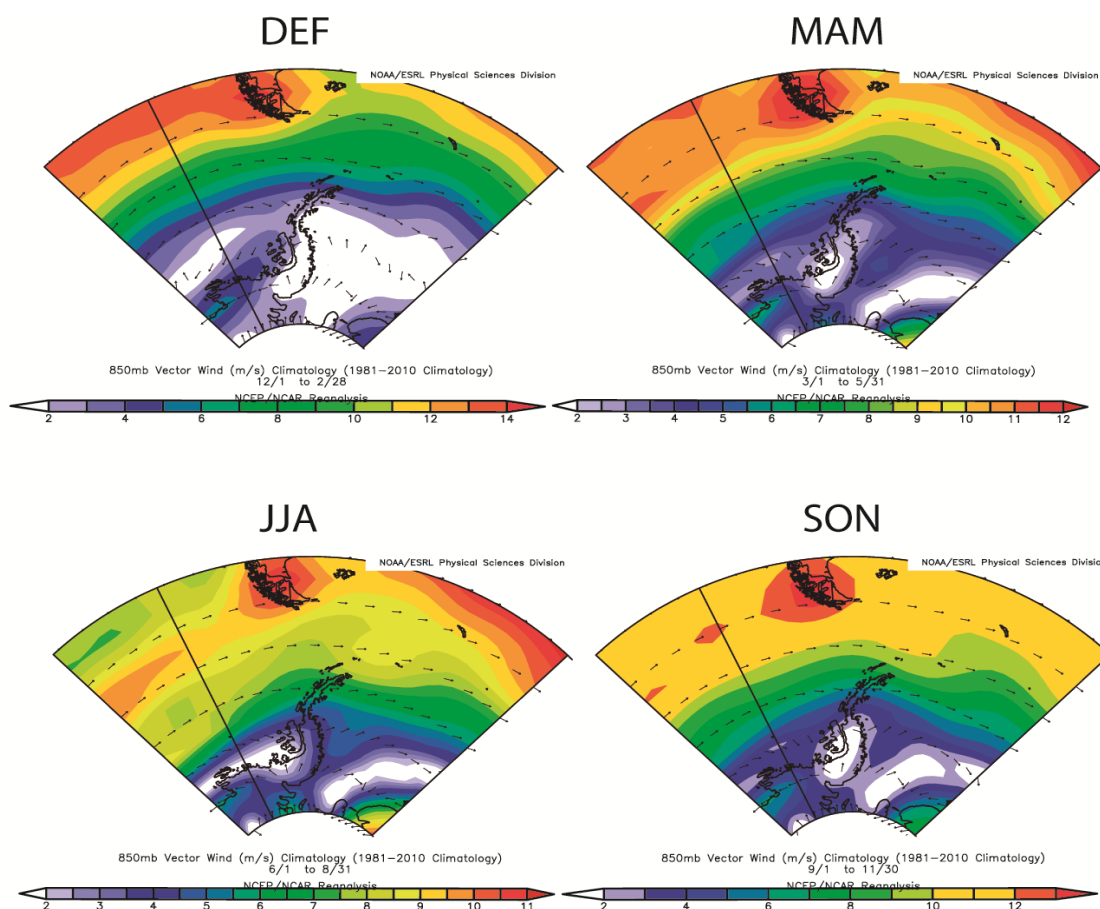 DEF
NOAA/ESRL Physical Sciences Division
850mb Vector Wind (m/s) Climatology (1981-2010 Climatology)
12/1 to 2/28
NCEP/NCAR Reanalysis
2 4 6 8 10 12 14
MAM
NOAA/ESRL Physical Sciences Division
850mb Vector Wind (m/s) Climatology (1981-2010 Climatology)
3/1 to 5/31
NCEP/NCAR Reanalysis
2 3 5 6 7 8 9 10 11 12
JJA
NOAA/ESRL Physical Sciences Division
850mb Vector Wind (m/s) Climatology (1981-2010 Climatology)
6/1 to 8/31
NCEP/NCAR Reanalysis
2 3 4 5 6 7 8 9 10 11
SON
NOAA/ESRL Physical Sciences Divisio
850mb Vector Wind (m/s) Climatology (1981-2010 Climatology)
9/1 to 11/30
NCEP/NCAR Reanalysis
2 4 6 8 10 12